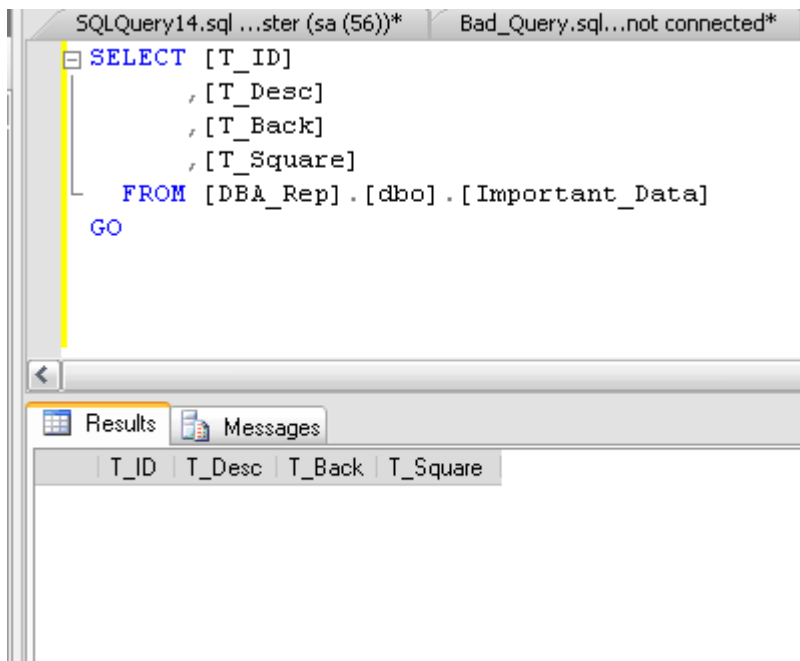 SQLQuery14.sql ...ster (sa (56))* Bad_Query.sql...not connected*
SELECT [T_ID]
,[T_Desc]
,[T_Back]
,[T_Square]
FROM [DBA_Rep].[dbo].[Important_Data]
GO
Results Messages
T_ID T_Desc T_Back T_Square